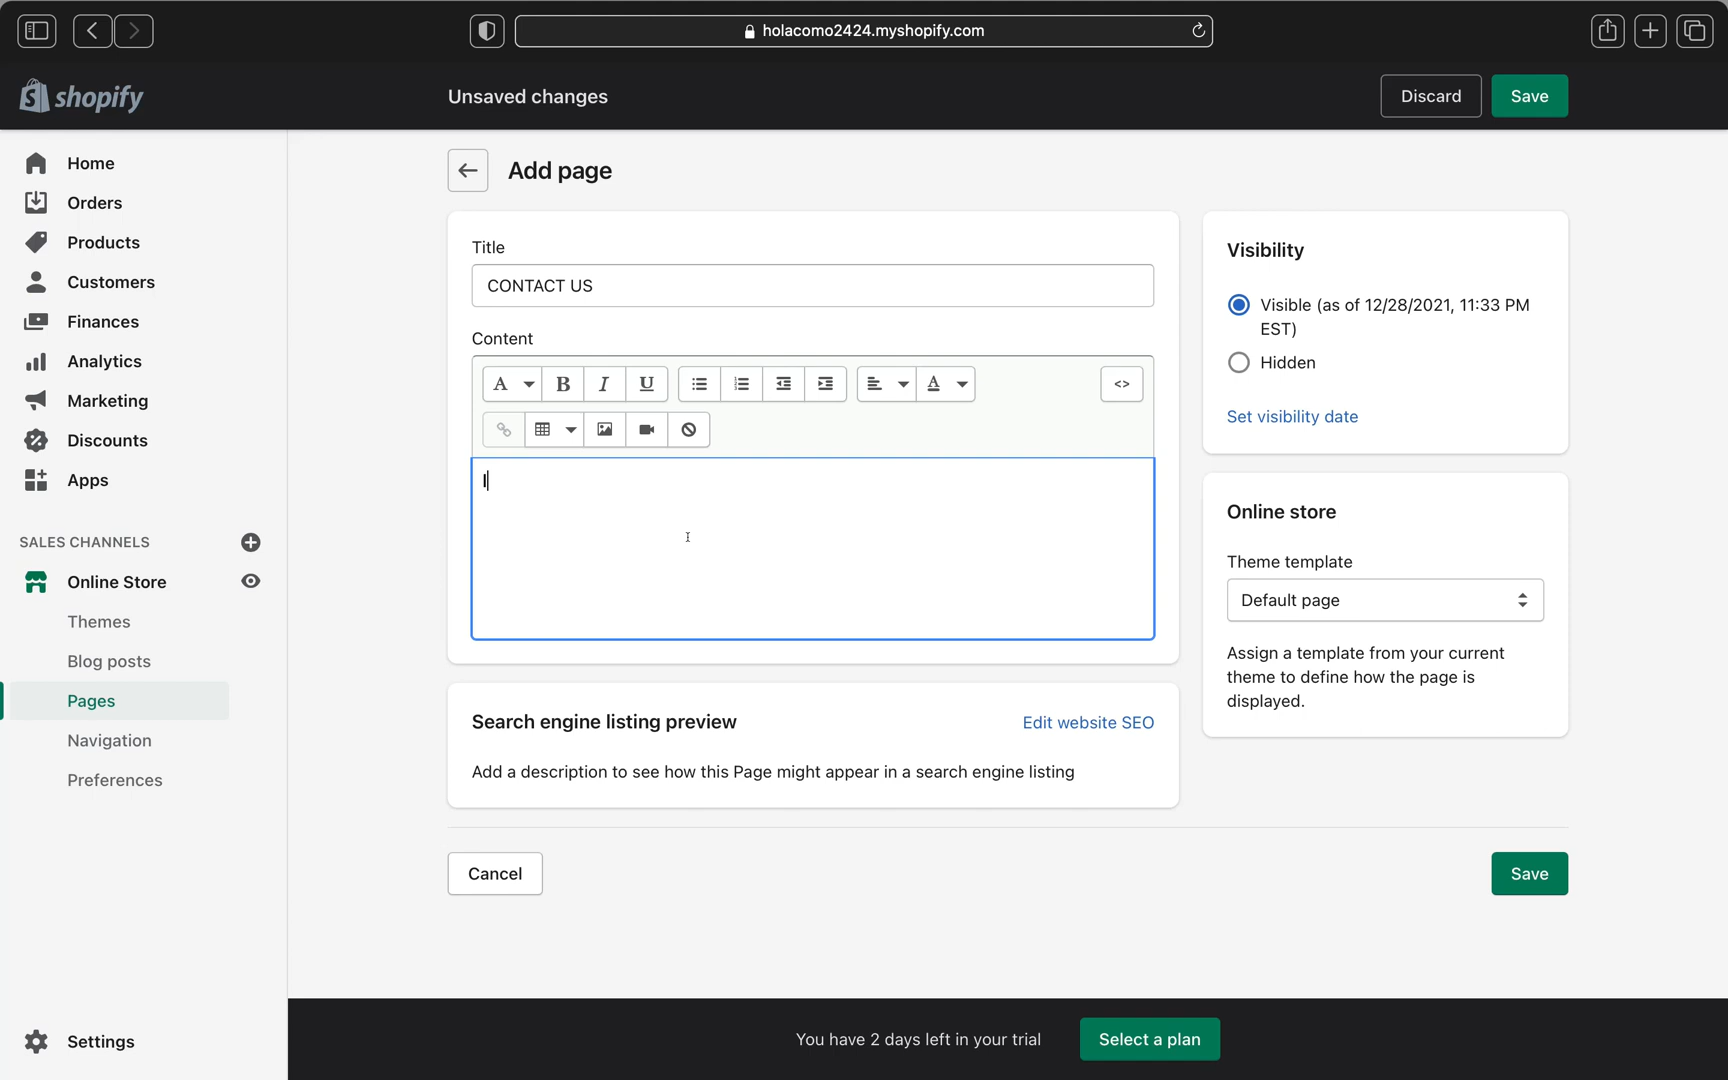 holacomo2424.myshopify.com
shopify
Unsaved changes
Discard
Save
Home
Orders
Products
Customers
Finances
Analytics
Marketing
Discounts
Apps
SALES CHANNELS
Online Store
Themes
Blog posts
Pages
Navigation
Preferences
Settings
Add page
Title
CONTACT US
Content
A
B
I
U
A
<>
I
Search engine listing preview
Edit website SEO
Add a description to see how this Page might appear in a search engine listing
Cancel
Save
Visibility
Visible (as of 12/28/2021, 11:33 PM
EST)
Hidden
Set visibility date
Online store
Theme template
Default page
Assign a template from your current
theme to define how the page is
displayed.
You have 2 days left in your trial
Select a plan